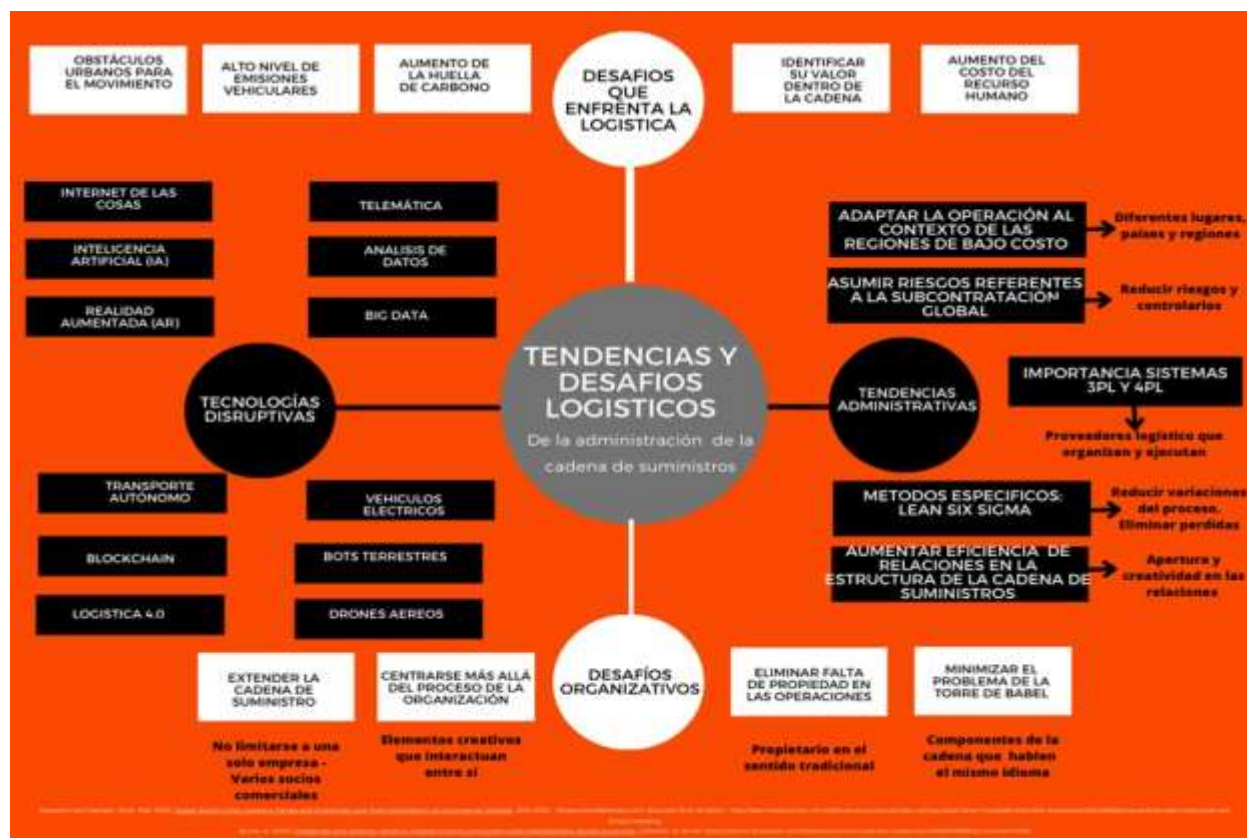 OBSTÁCULOS
URBANOS PARA
EL MOVIMIENTO
ALTO NIVEL DE
EMISIONES
VEHICULARES
AUMENTO DE
LA HUELLA
DE CARBONO
DESAFIOS
QUE
ENFRENTA LA
LOGISTICA
IDENTIFICAR
SU VALOR
DENTRO DE
LA CADENA
AUMENTO DEL
COSTO DEL
RECURSO
HUMANO
INTERNET DE LAS
COSAS
TELEMÁTICA
INTELIGENCIA
ARTIFICIAL (IA)
ANALISIS DE
DATOS
REALIDAD
AUMENTADA (AR)
BIG DATA
ADAPTAR LA OPERACIÓN AL
CONTEXTO DE LAS
REGIONES DE BAJO COSTO
Diferentes lugares,
países y regiones
ASUMIR RIESGOS REFERENTES
A LA SUBCONTRATACIÓN
GLOBAL
Reducir riesgos y
controlarlos
TECNOLOGÍAS
DISRUPTIVAS
TENDENCIAS Y
DESAFIOS
LOGISTICOS
De la administración de la
cadena de suministros
TENDENCIAS
ADMINISTRATIVAS
IMPORTANCIA SISTEMAS
3PL Y 4PL
Proveedores logístico que
organizan y ejecutan
TRANSPORTE
AUTÓNOMO
VEHICULOS
ELECTRICOS
BLOCKCHAIN
BOTS TERRESTRES
LOGISTICA 4.0
DRONES AEREOS
METODOS ESPECIFICOS:
LEAN SIX SIGMA
Reducir variaciones
del proceso.
Eliminar perdidas
AUMENTAR EFICIENCIA DE
RELACIONES EN LA
ESTRUCTURA DE LA CADENA DE
SUMINISTROS
Apertura y
creatividad en las
relaciones
EXTENDER LA
CADENA DE
SUMINISTRO
No limitarse a una
solo empresa -
Varios socios
comerciales
CENTRARSE MÁS ALLÁ
DEL PROCESO DE LA
ORGANIZACIÓN
Elementos creativos
que interactuan
entre sí
DESAFÍOS
ORGANIZATIVOS
ELIMINAR FALTA
DE PROPIEDAD EN
LAS OPERACIONES
Propietario en el
sentido tradicional
MINIMIZAR EL
PROBLEMA DE LA
TORRE DE BABEL
Componentes de la
cadena que hablen
el mismo idioma